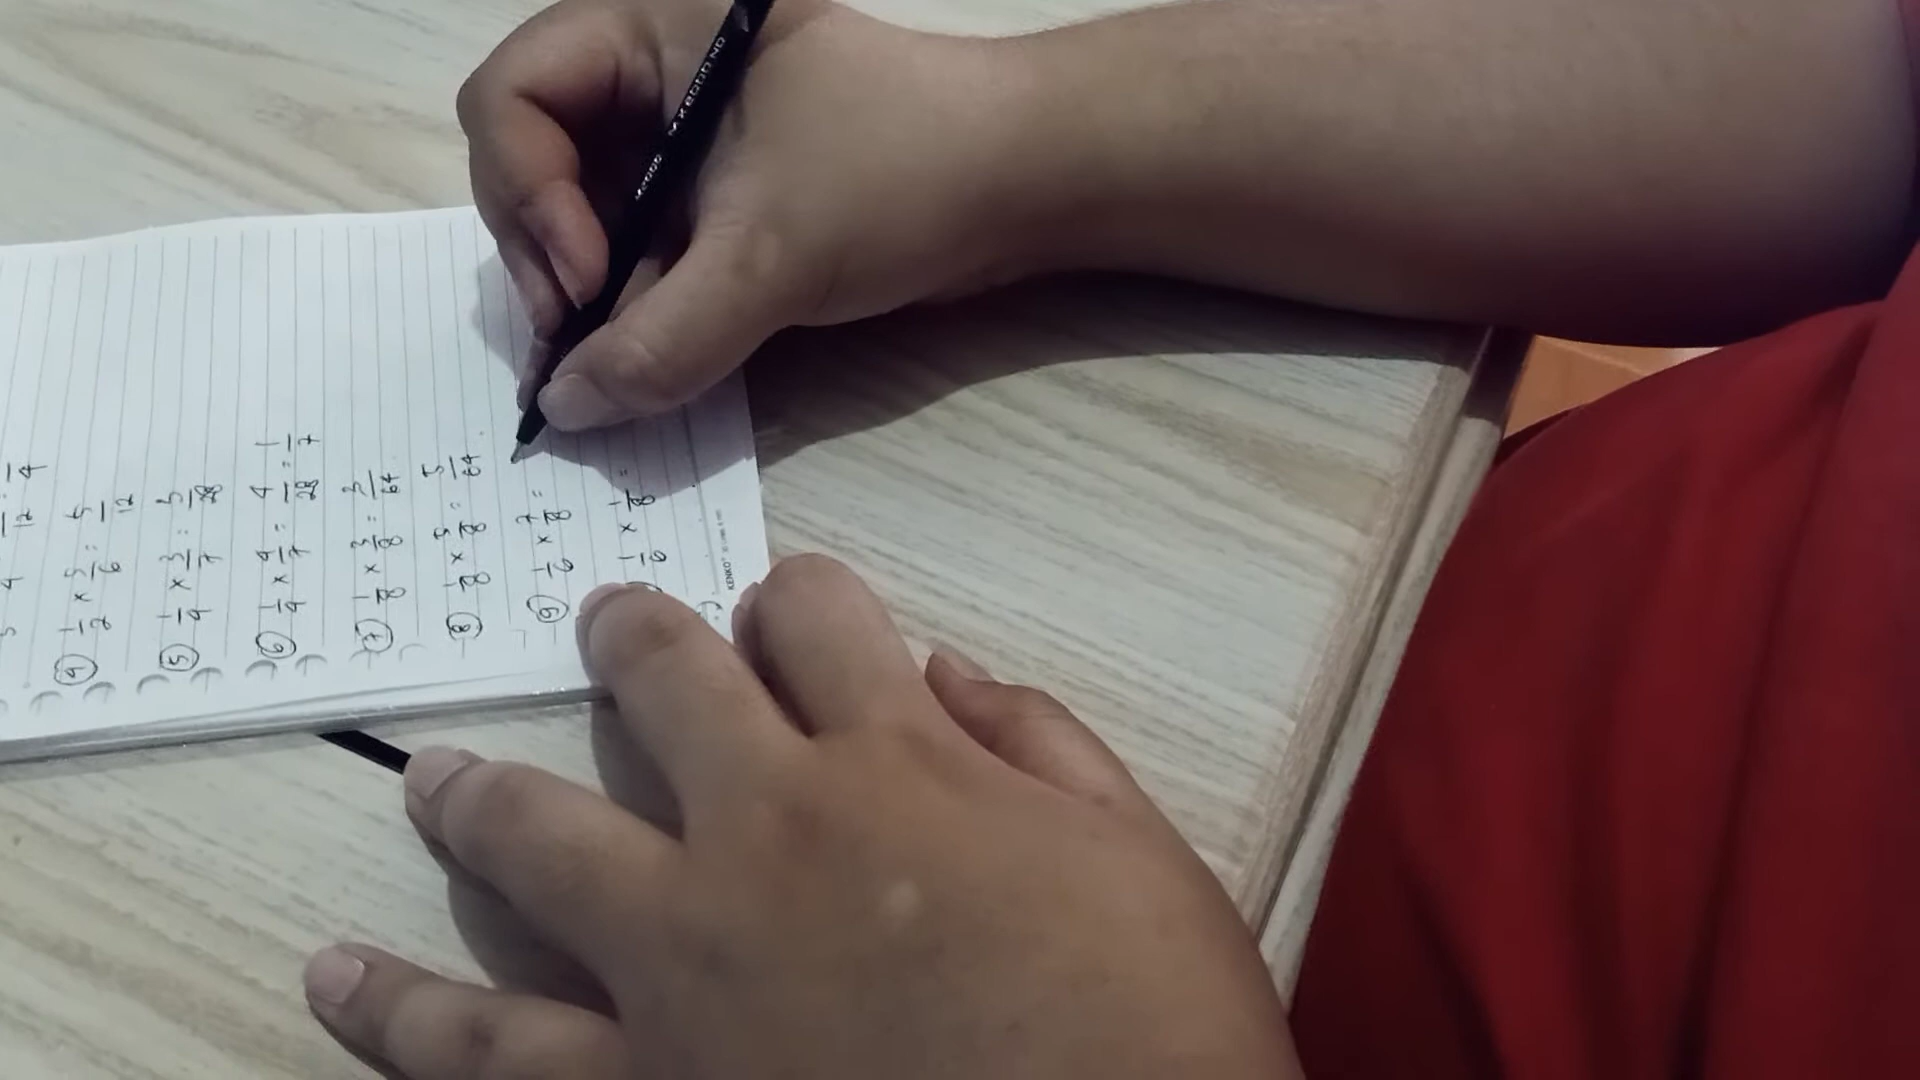 4 1/2 × 5/6 = 5/12
5 1/4 × 3/7 = 3/28
6 1/4 × 4/7 = 4/28 = 1/7
7 1/8 × 3/8 = 3/64
8 1/8 × 5/8 = 5/64
9 1/6 × 7/8 =
1/6 × 1/8 =
KENKO